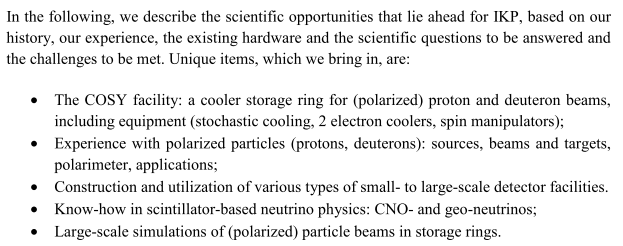 In the following, we describe the scientific opportunities that lie ahead for IKP, based on our
history, our experience, the existing hardware and the scientific questions to be answered and
the challenges to be met. Unique items, which we bring in, are:
• The COSY facility: a cooler storage ring for (polarized) proton and deuteron beams,
including equipment (stochastic cooling, 2 electron coolers, spin manipulators);
• Experience with polarized particles (protons, deuterons): sources, beams and targets,
polarimeter, applications;
• Construction and utilization of various types of small- to large-scale detector facilities.
• Know-how in scintillator-based neutrino physics: CNO- and geo-neutrinos;
• Large-scale simulations of (polarized) particle beams in storage rings.